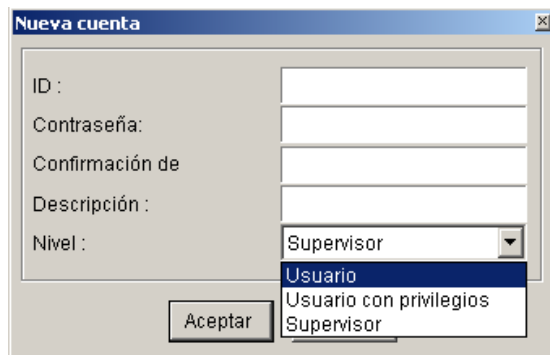 Nueva cuenta
ID :
Contraseña:
Confirmación de
Descripción :
Nivel :
Supervisor
Usuario
Usuario con privilegios
Supervisor
Aceptar